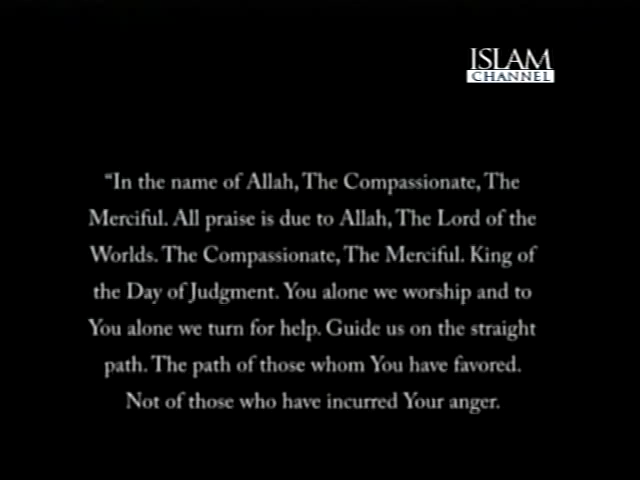 ISLAM
CHANNEL
"In the name of Allah, The Compassionate, The
Merciful. All praise is due to Allah, The Lord of the
Worlds. The Compassionate, The Merciful. King of
the Day of Judgment. You alone we worship and to
You alone we turn for help. Guide us on the straight
path. The path of those whom You have favored.
Not of those who have incurred Your anger.